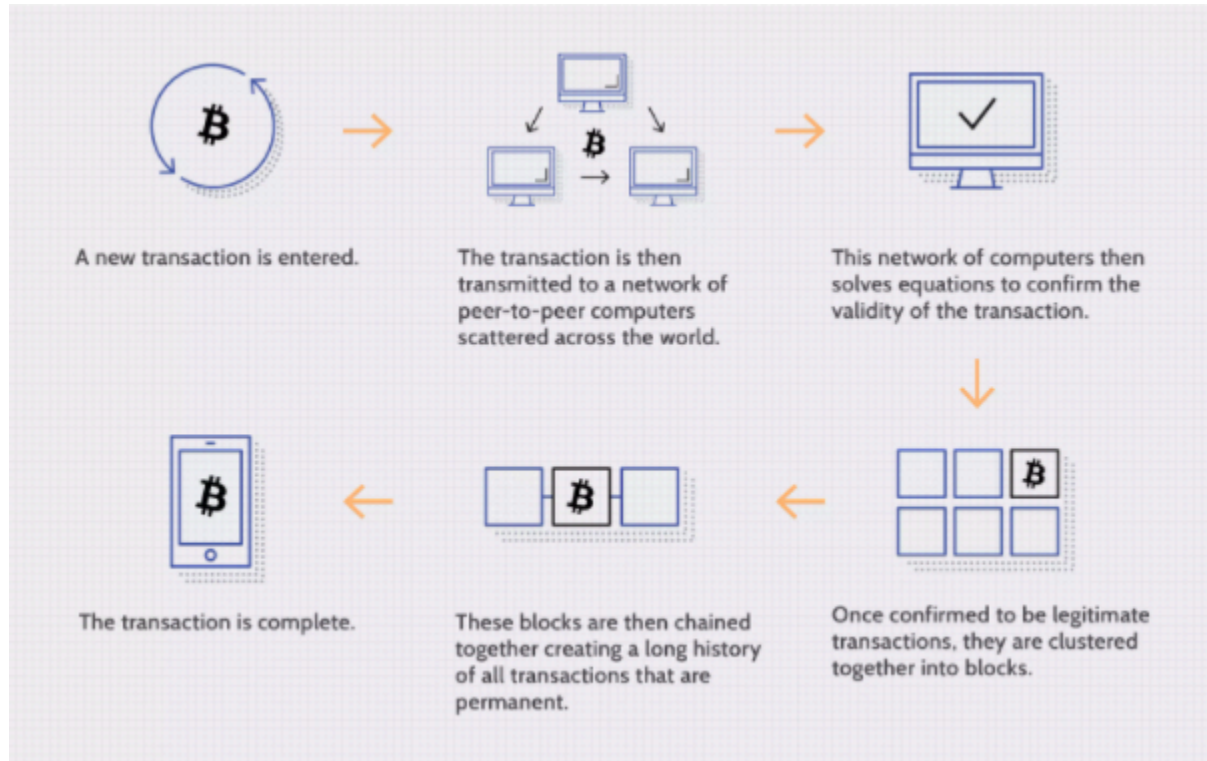 A new transaction is entered.
The transaction is then
transmitted to a network of
peer-to-peer computers
scattered across the world.
This network of computers then
solves equations to confirm the
validity of the transaction.
Once confirmed to be legitimate
transactions, they are clustered
together into blocks.
These blocks are then chained
together creating a long history
of all transactions that are
permanent.
The transaction is complete.